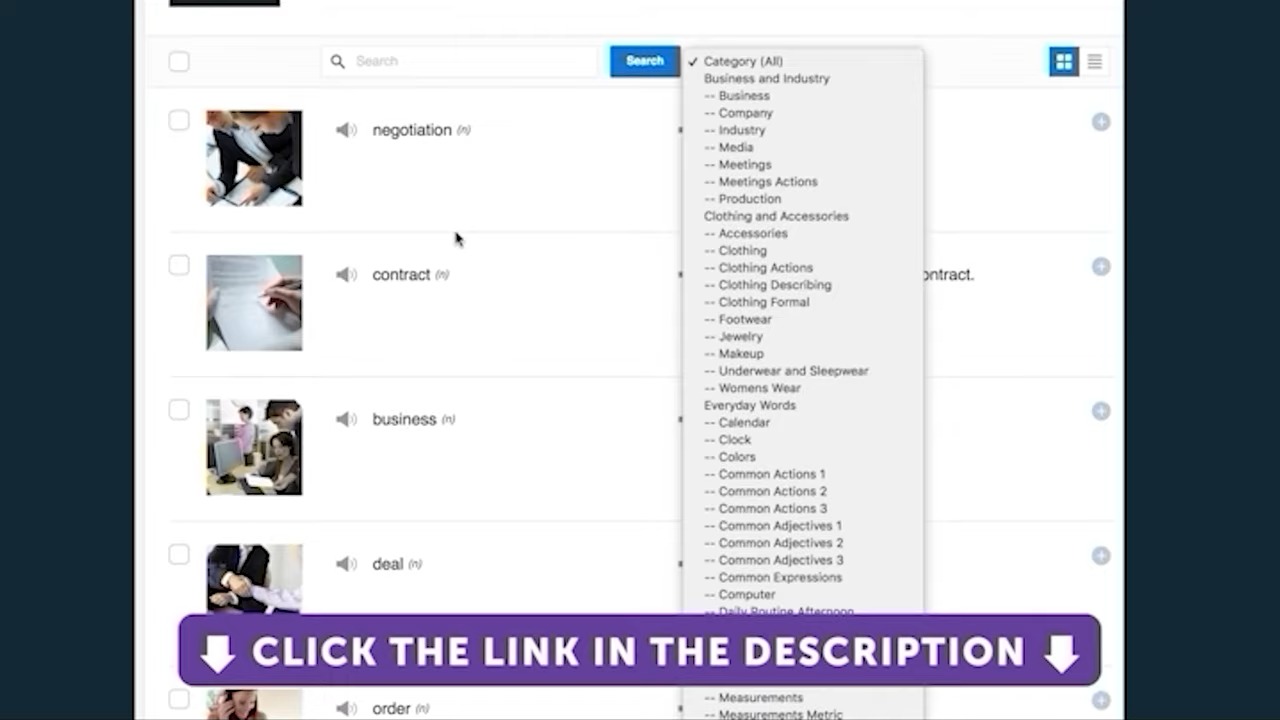 Search
Search
✓ Category (All)
Business and Industry
-- Business
-- Company
-- Industry
-- Media
-- Meetings
-- Meetings Actions
-- Production
Clothing and Accessories
-- Accessories
-- Clothing
-- Clothing Actions
-- Clothing Describing
-- Clothing Formal
-- Footwear
-- Jewelry
-- Makeup
-- Underwear and Sleepwear
-- Womens Wear
Everyday Words
-- Calendar
-- Clock
-- Colors
-- Common Actions 1
-- Common Actions 2
-- Common Actions 3
-- Common Adjectives 1
-- Common Adjectives 2
-- Common Adjectives 3
-- Common Expressions
-- Computer
-- Daily Routine Afternoon
-- Measurements
-- Measurements Metric
negotiation (n)
contract (n)
ontract.
business (n)
deal (n)
order (n)
CLICK THE LINK IN THE DESCRIPTION